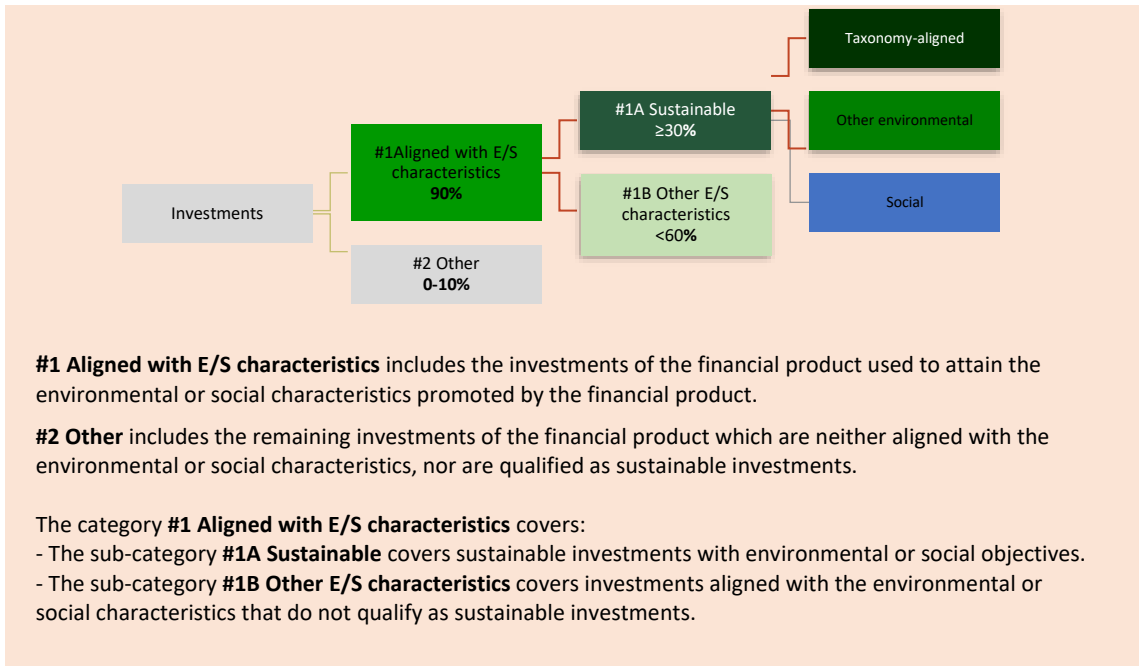 Taxonomy-aligned
#1A Sustainable
≥30%
Other environmental
#1Aligned with E/S
characteristics
90%
#1B Other E/S
characteristics
<60%
Social
Investments
#2 Other
0-10%
#1 Aligned with E/S characteristics includes the investments of the financial product used to attain the
environmental or social characteristics promoted by the financial product.
#2 Other includes the remaining investments of the financial product which are neither aligned with the
environmental or social characteristics, nor are qualified as sustainable investments.
The category #1 Aligned with E/S characteristics covers:
- The sub-category #1A Sustainable covers sustainable investments with environmental or social objectives.
- The sub-category #1B Other E/S characteristics covers investments aligned with the environmental or
social characteristics that do not qualify as sustainable investments.